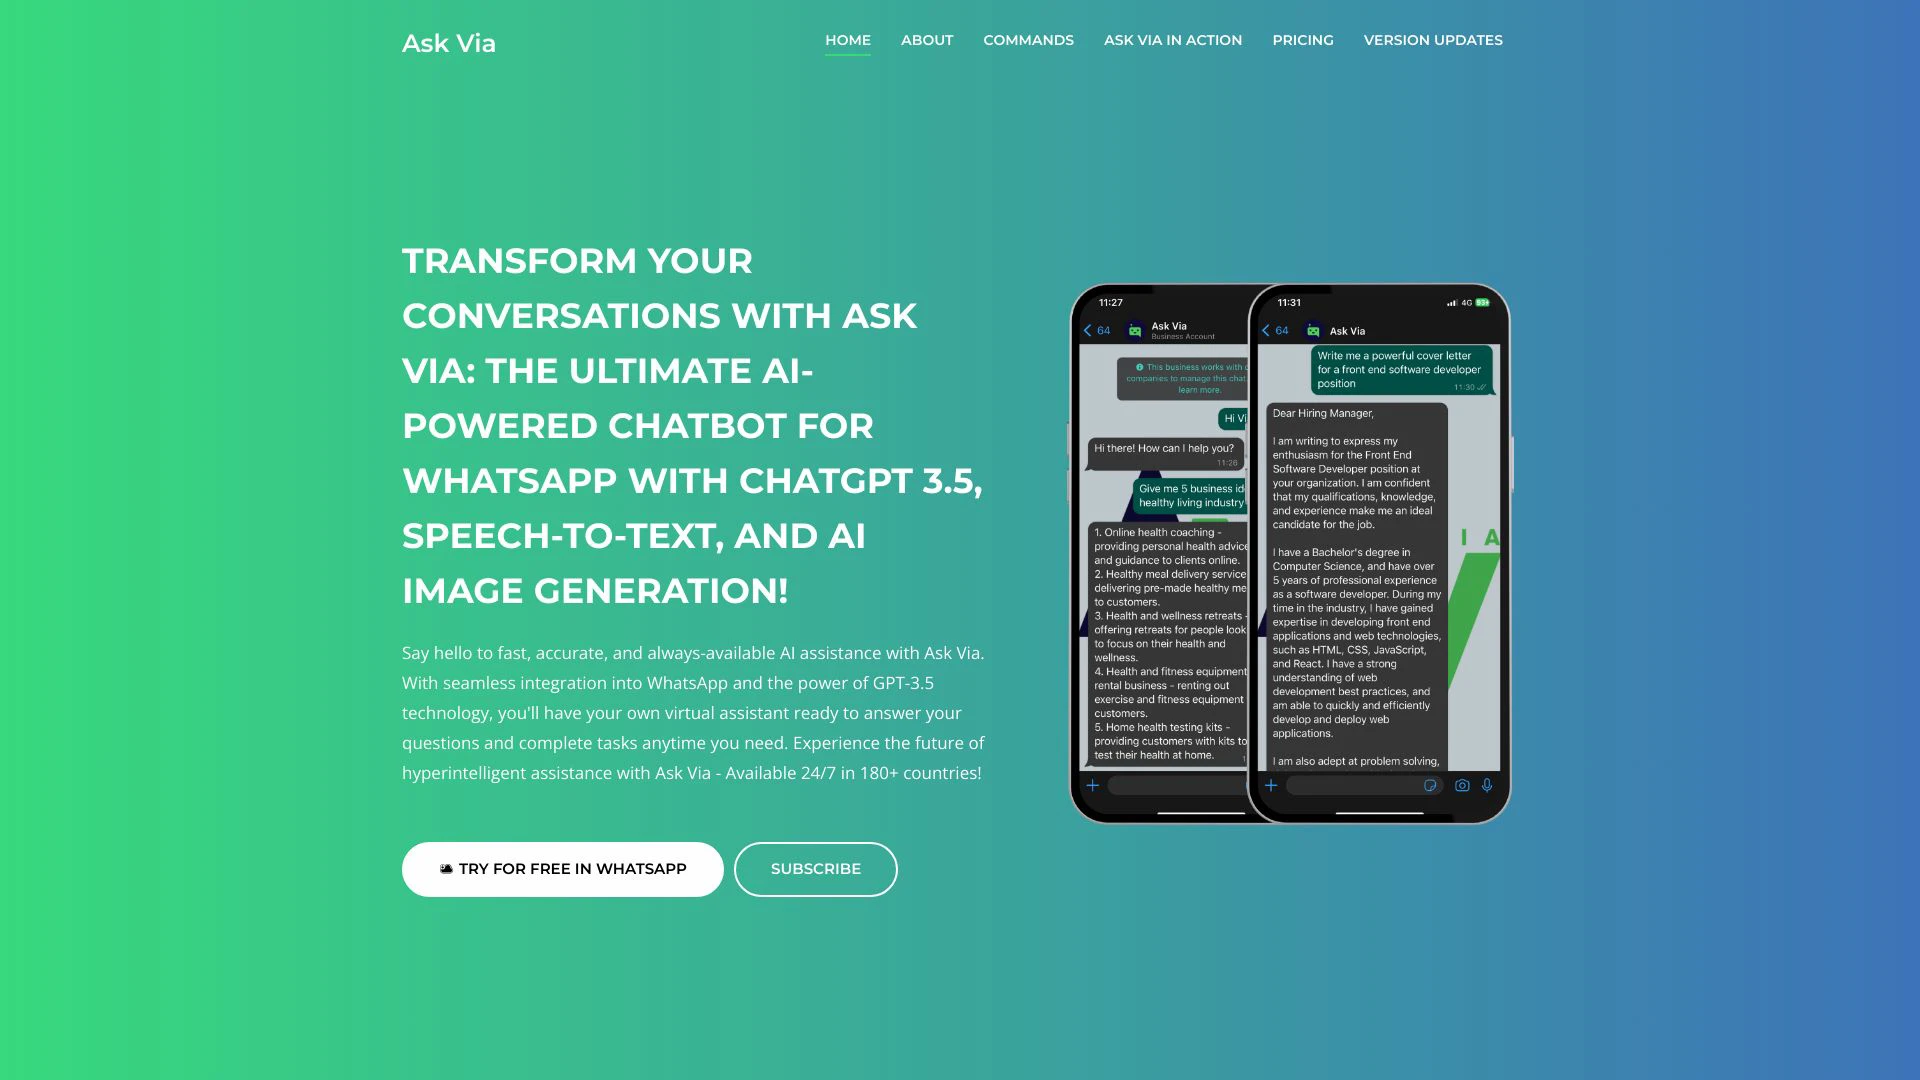 Ask Via
HOME
ABOUT
COMMANDS
ASK VIA IN ACTION
PRICING
VERSION UPDATES
TRANSFORM YOUR
CONVERSATIONS WITH ASK
VIA: THE ULTIMATE AI-
POWERED CHATBOT FOR
WHATSAPP WITH CHATGPT 3.5,
SPEECH-TO-TEXT, AND AI
IMAGE GENERATION!
Say hello to fast, accurate, and always-available AI assistance with Ask Via.
With seamless integration into WhatsApp and the power of GPT-3.5
technology, you'll have your own virtual assistant ready to answer your
questions and complete tasks anytime you need. Experience the future of
hyperintelligent assistance with Ask Via - Available 24/7 in 180+ countries!
TRY FOR FREE IN WHATSAPP
SUBSCRIBE
11:27
64
Ask Via
Business Account
This business works with
companies to manage this chat.
learn more.
Hi
Hi there! How can I help you?
11:26
Give me 5 business
healthy living industry
1. Online health coaching -
providing personal health advice
and guidance to clients online.
2. Healthy meal delivery service
delivering pre-made healthy
to customers.
3. Health and wellness retreats -
offering retreats for people look
to focus on their health and
wellness.
4. Health and fitness equipment
rental business - renting out
exercise and fitness equipment
customers.
5. Home health testing kits -
providing customers with kits to
test their health at home.
11:31
4G
93+
64
Ask Via
Write me a powerful cover letter
for a front end software developer
position
11:30
Dear Hiring Manager,
I am writing to express my
enthusiasm for the Front End
Software Developer position at
your organization. I am confident
that my qualifications, knowledge,
and experience make me an ideal
candidate for the job.
I have a Bachelor's degree in
Computer Science, and have over
5 years of professional experience
as a software developer. During my
time in the industry, I have gained
expertise in developing front end
applications and web technologies,
such as HTML, CSS, JavaScript,
and React. I have a strong
understanding of web
development best practices, and
am able to quickly and efficiently
develop and deploy web
applications.
I am also adept at problem solving,
I A